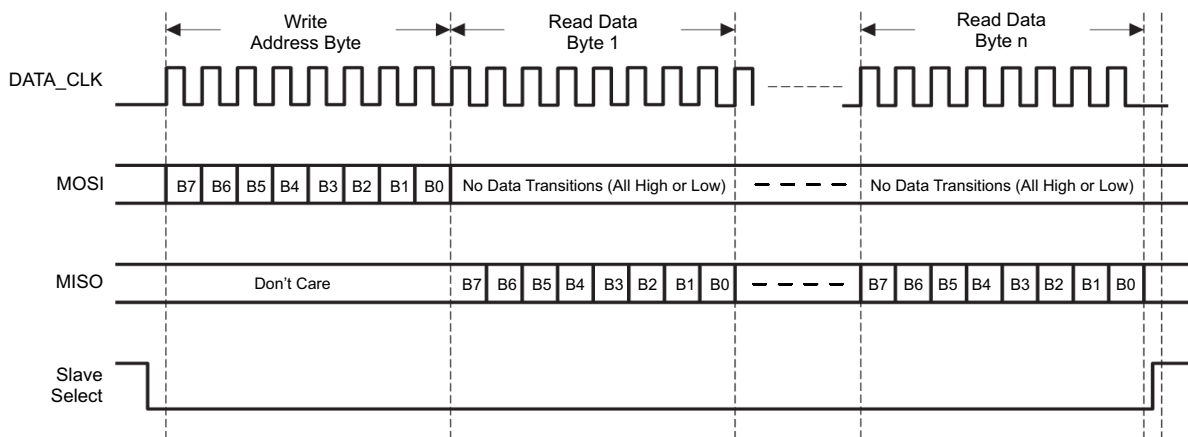 Write
Address Byte
Read Data
Byte 1
Read Data
Byte n
DATA_CLK
MOSI
B7 B6 B5 B4 B3 B2 B1 B0 No Data Transitions (All High or Low) No Data Transitions (All High or Low)
MISO
Don't Care B7 B6 B5 B4 B3 B2 B1 B0 B7 B6 B5 B4 B3 B2 B1 B0
Slave
Select